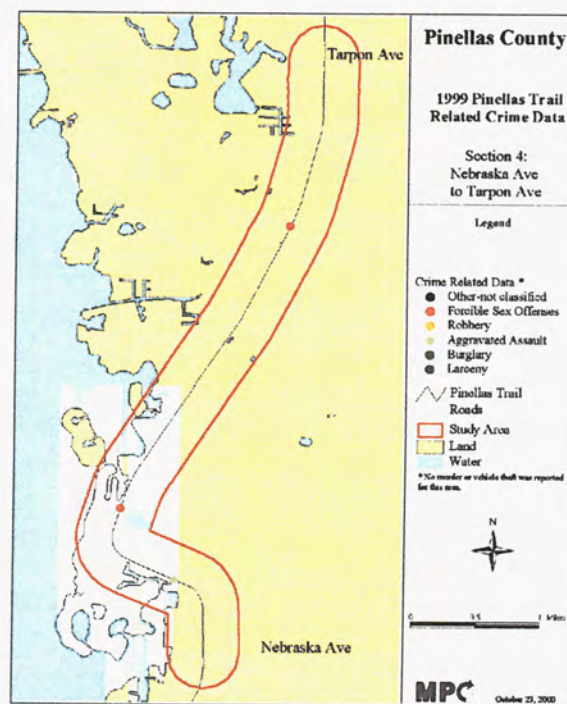 Tarpon Ave
Nebraska Ave
Pinellas County
1999 Pinellas Trail
Related Crime Data
Section 4:
Nebraska Ave
to Tarpon Ave
Legend
Crime Related Data *
Other-not classified
Forcible Sex Offenses
Robbery
Aggravated Assault
Burglary
Larceny
Pinellas Trail
Roads
Study Area
Land
Water
* No murder or vehicle theft was reported
for this area.
N
0 0.5 1 Miles
MPC October 23, 2000